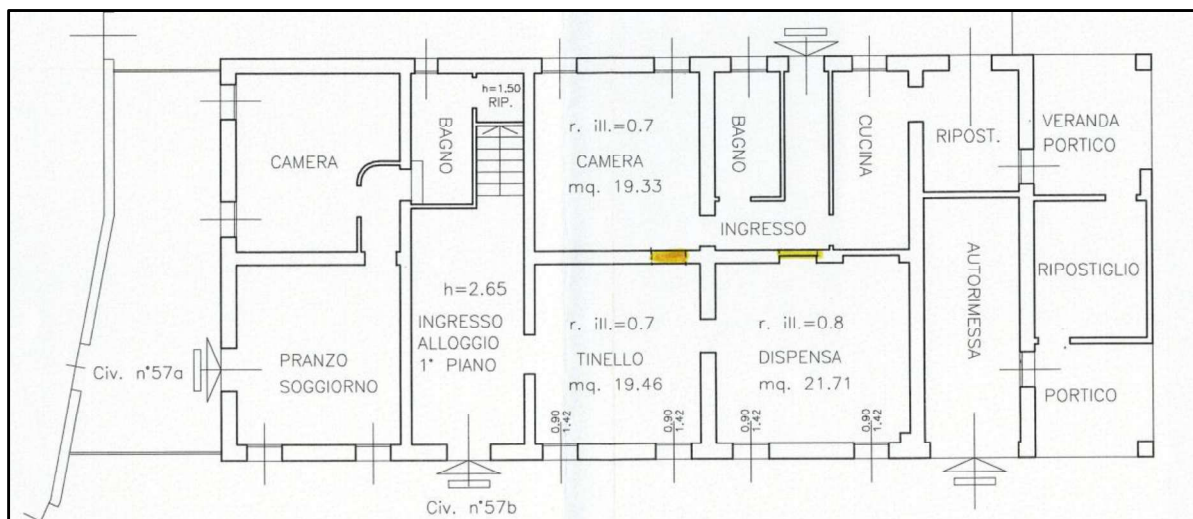 h=1.50
RIP.
BAGNO
CAMERA
r. ill.=0.7
CAMERA
mq. 19.33
BAGNO
CUCINA
RIPOST.
VERANDA
PORTICO
INGRESSO
h=2.65
INGRESSO
ALLOGGIO
1° PIANO
r. ill.=0.7
TINELLO
mq. 19.46
r. ill.=0.8
DISPENSA
mq. 21.71
AUTORIMESSA
RIPOSTIGLIO
PORTICO
Civ. n°57a
PRANZO
SOGGIORNO
0,90
1,42
0,90
1,42
0,90
1,42
0,90
1,42
Civ. n°57b